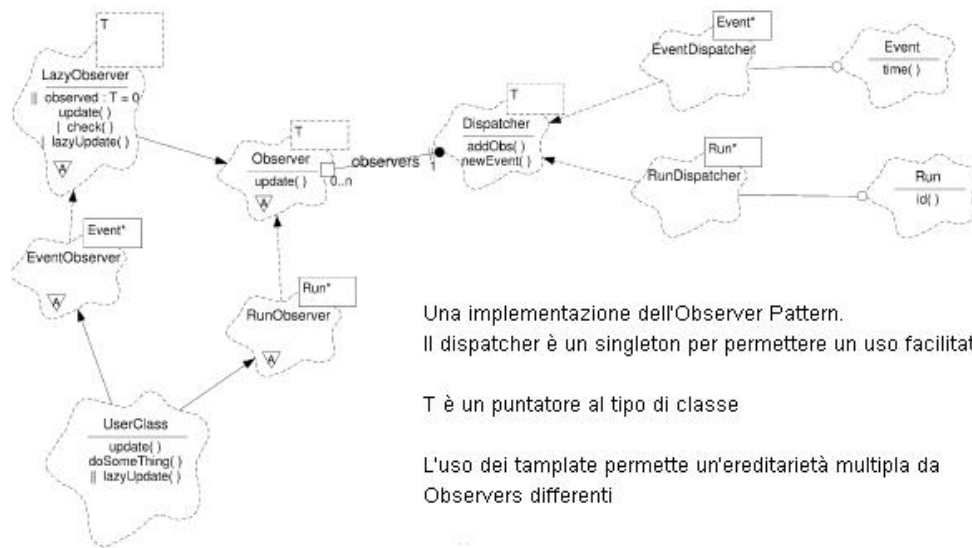 T
LazyObserver
|| observed : T = 0
update( )
| check( )
|| lazyUpdate( )
A
T
Observer
update( )
A
observers
0..n
1
T
Dispatcher
addObs( )
newEvent( )
Event*
EventDispatcher
Event
time( )
Run*
RunDispatcher
Run
id( )
Event*
EventObserver
A
Run*
RunObserver
A
UserClass
update( )
doSomeThing( )
|| lazyUpdate( )
Una implementazione dell'Observer Pattern.
Il dispatcher è un singleton per permettere un uso facilitat
T è un puntatore al tipo di classe
L'uso dei tamplate permette un'ereditarietà multipla da
Observers differenti